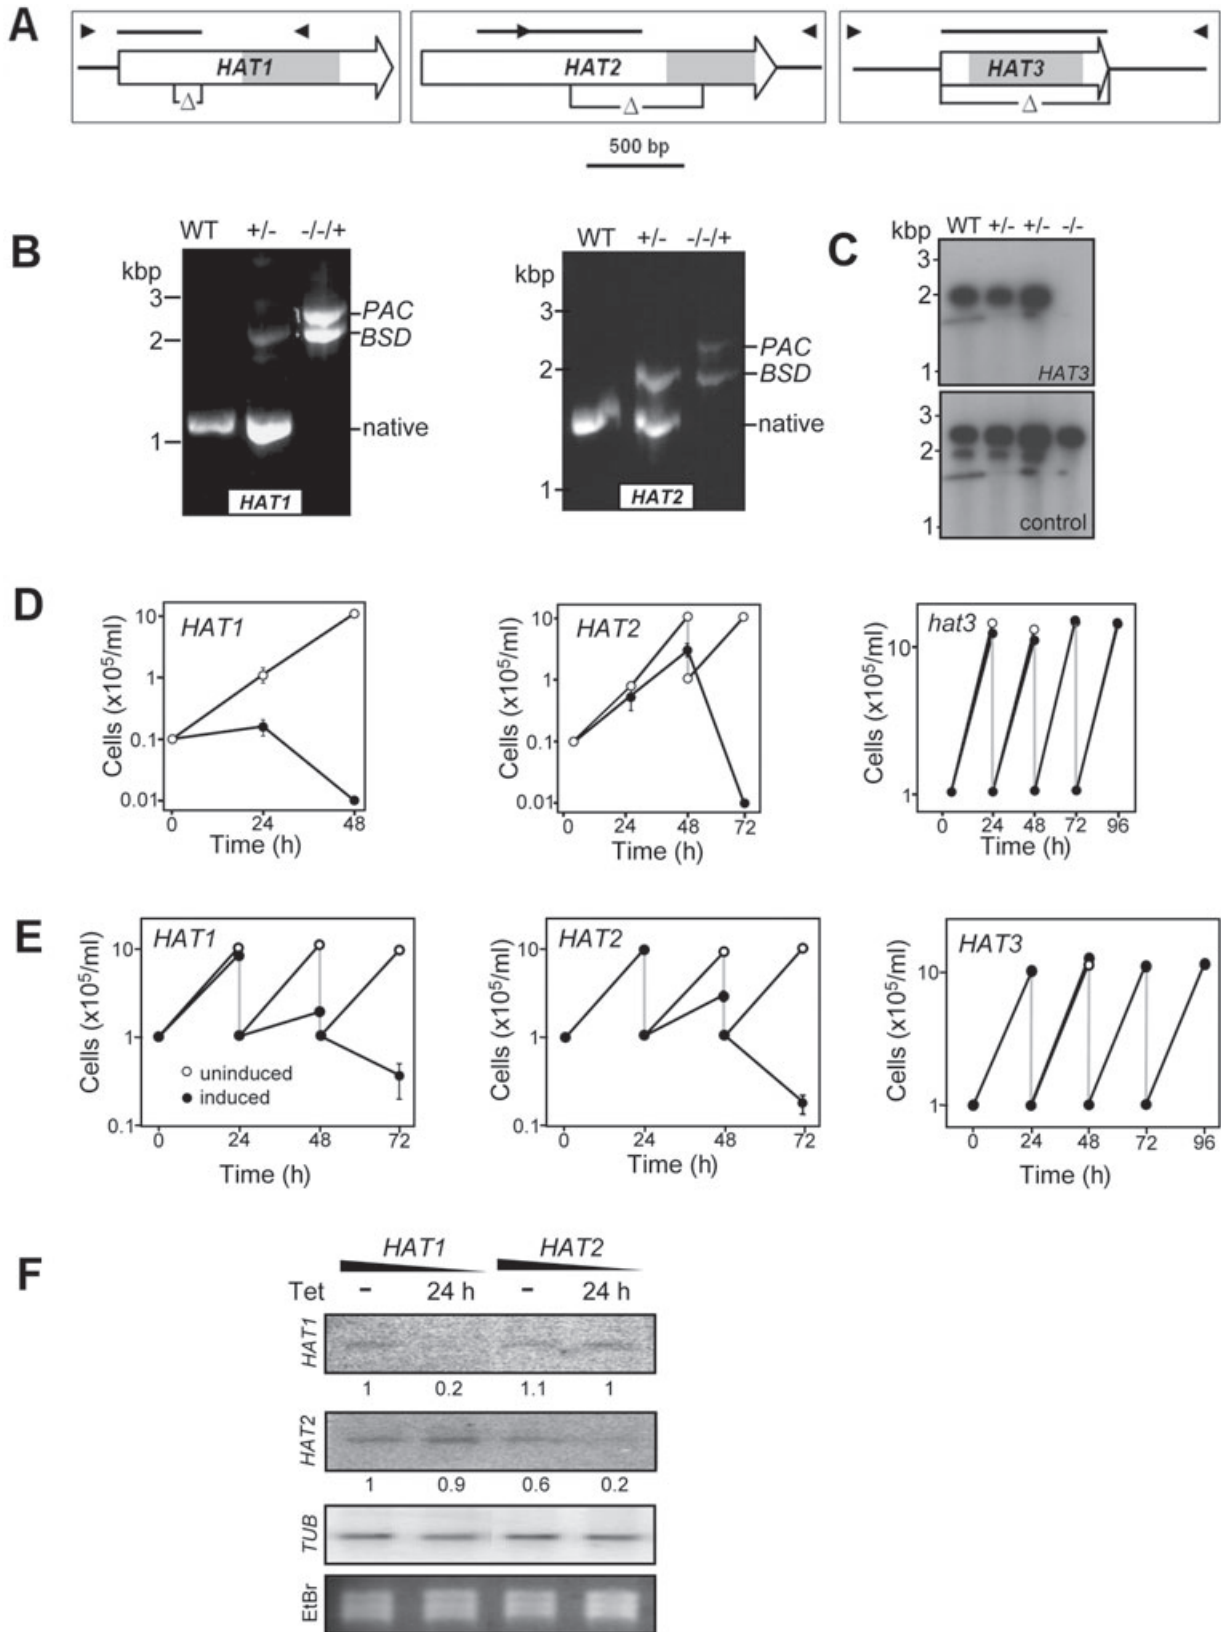 A
HAT1
Δ
HAT2
Δ
HAT3
Δ
500 bp
B
WT +/- -/-/+
kbp
3
2
1
PAC
BSD
native
HAT1
WT +/- -/-/+
kbp
3
2
1
PAC
BSD
native
HAT2
C
kbp WT +/- +/- -/-
3
2
1
HAT3
3
2
1
control
D
HAT1
Cells (x10⁵/ml)
10
1
0.1
0.01
0 24 48
Time (h)
HAT2
Cells (x10⁵/ml)
10
1
0.1
0.01
0 24 48 72
Time (h)
hat3
Cells (x10⁵/ml)
10
1
0 24 48 72 96
Time (h)
E
HAT1
Cells (x10⁵/ml)
10
1
0.1
uninduced
induced
0 24 48 72
Time (h)
HAT2
Cells (x10⁵/ml)
10
1
0.1
0 24 48 72
Time (h)
HAT3
Cells (x10⁵/ml)
10
1
0 24 48 72 96
Time (h)
F
HAT1 HAT2
Tet - 24 h - 24 h
HAT1
1 0.2 1.1 1
HAT2
1 0.9 0.6 0.2
TUB
EtBr